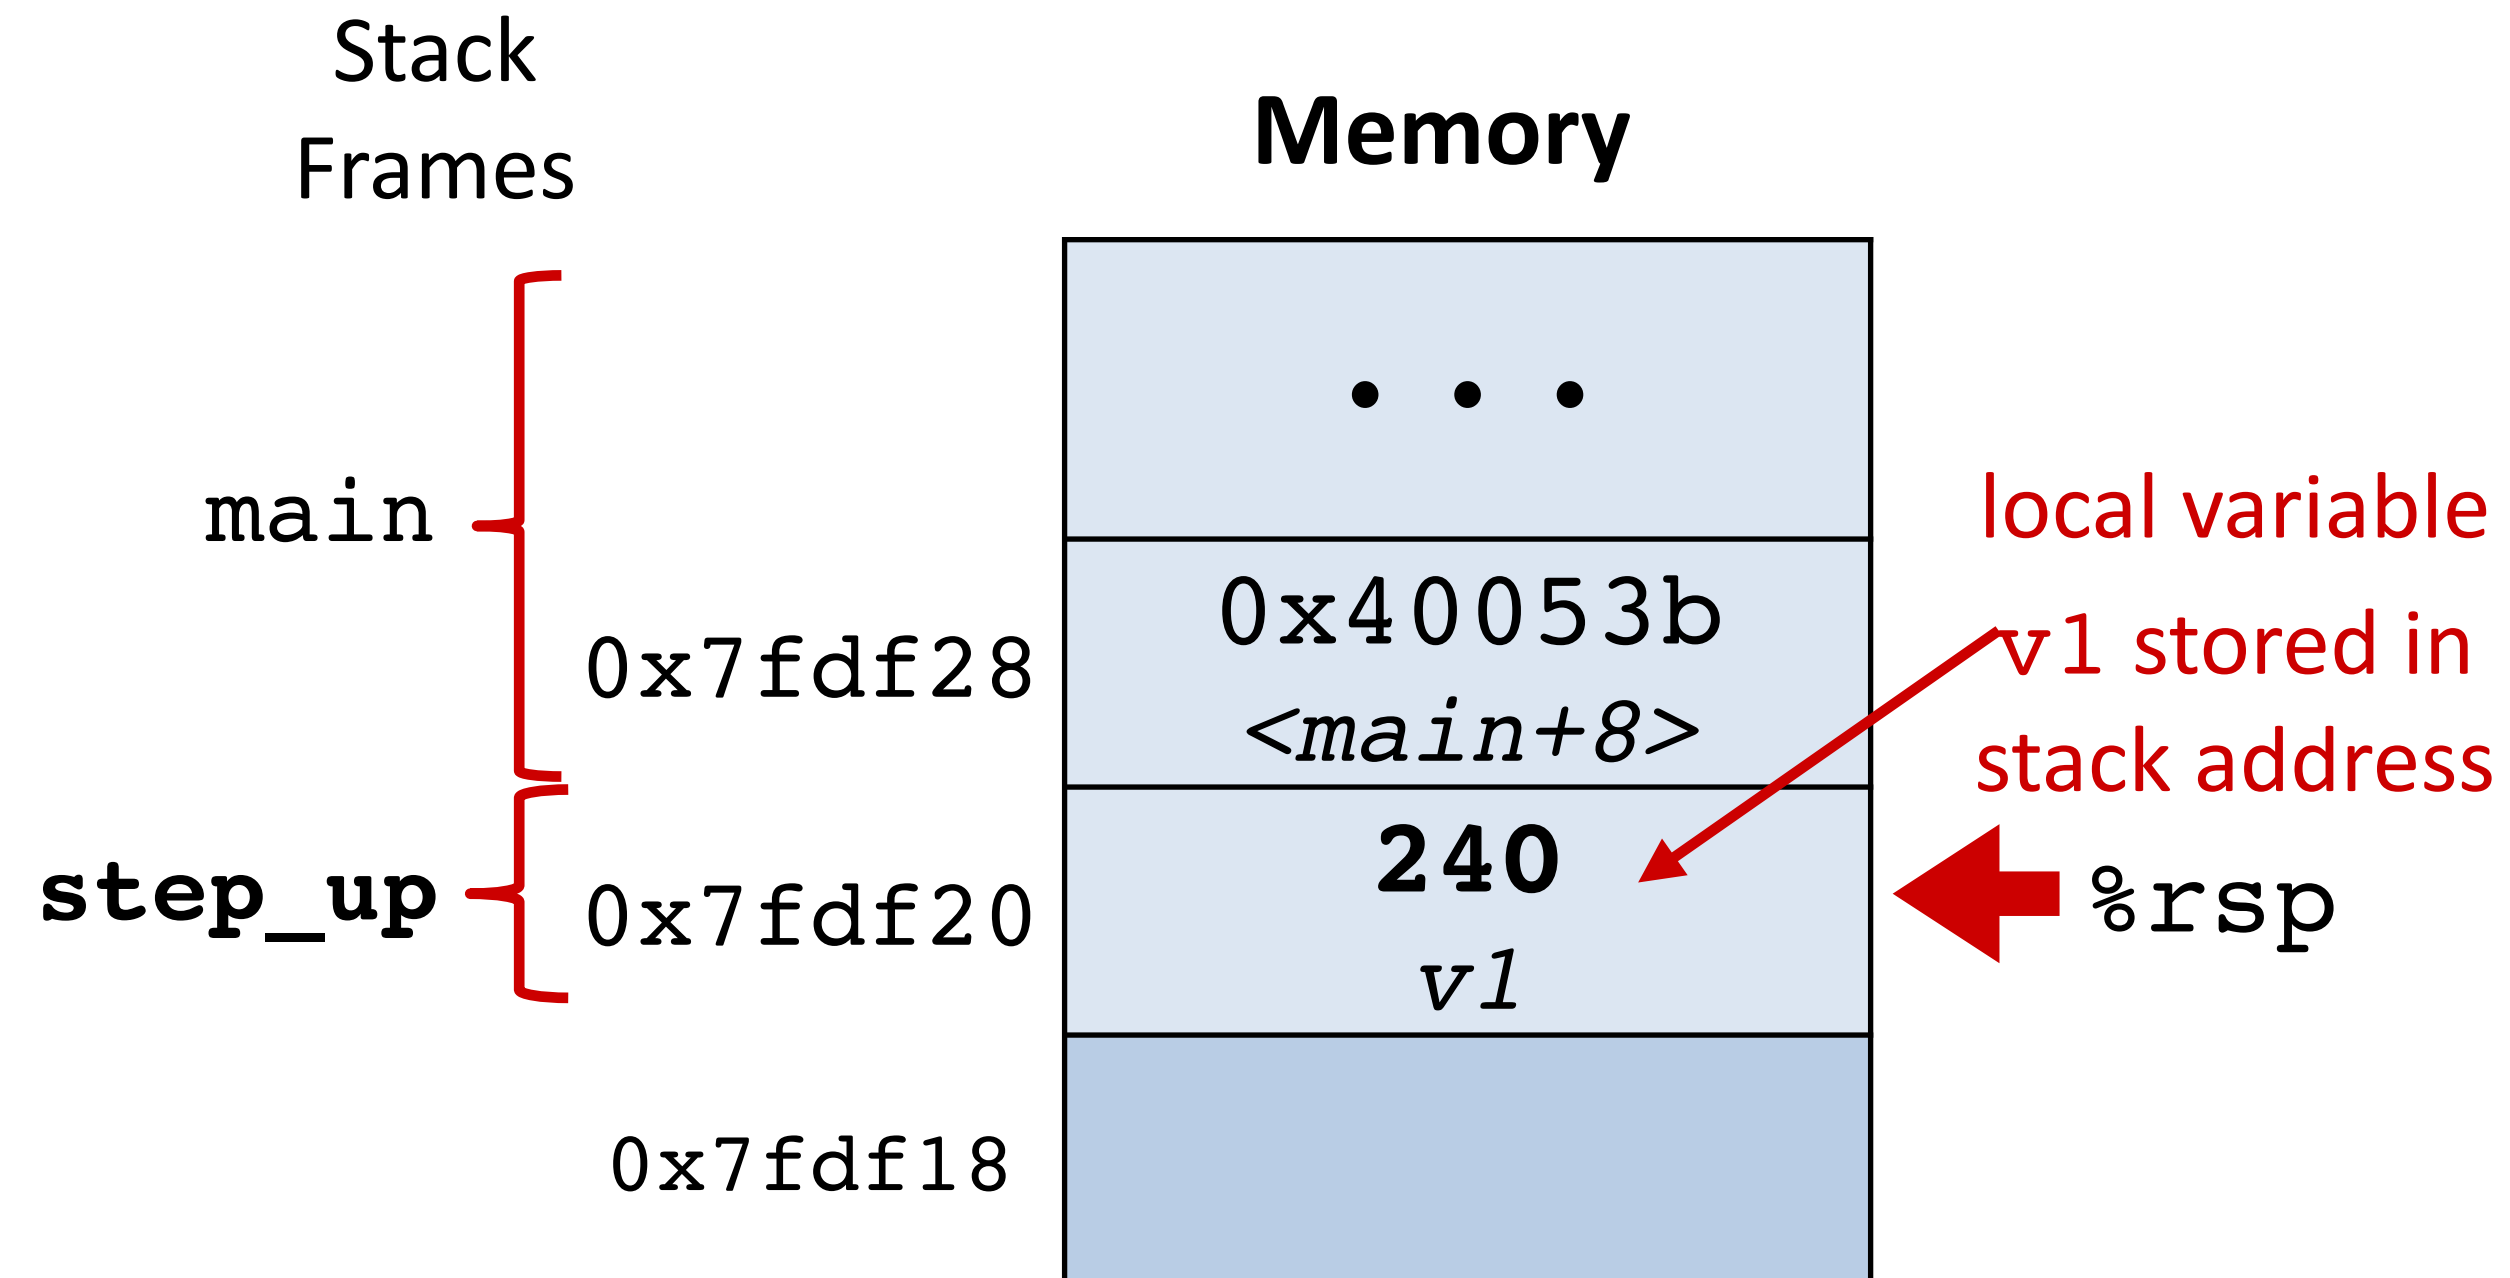 Stack
Frames
Memory
• • •
main
local variable
v1 stored in
stack address
0x7fdf28
0x40053b
<main+8>
step_up
0x7fdf20
240
v1
%rsp
0x7fdf18